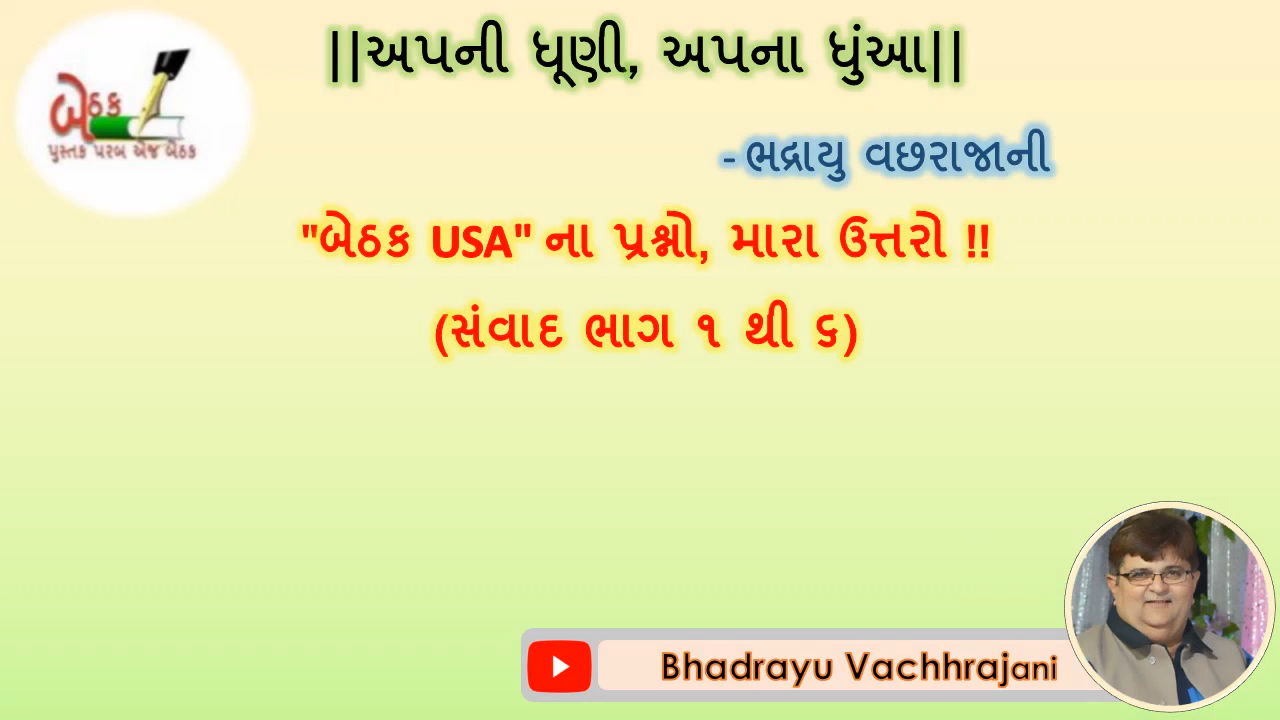 ||અપની ધૂણી, અપના ધુંઆ||
બેઠક
પુસ્તક પરબ એજ બેઠક
- ભદ્રાયુ વછરાજાની
"બેઠક USA" ના પ્રશ્નો, મારા ઉત્તરો !!
(સંવાદ ભાગ ૧ થી ૬)
Bhadrayu Vachhrajani